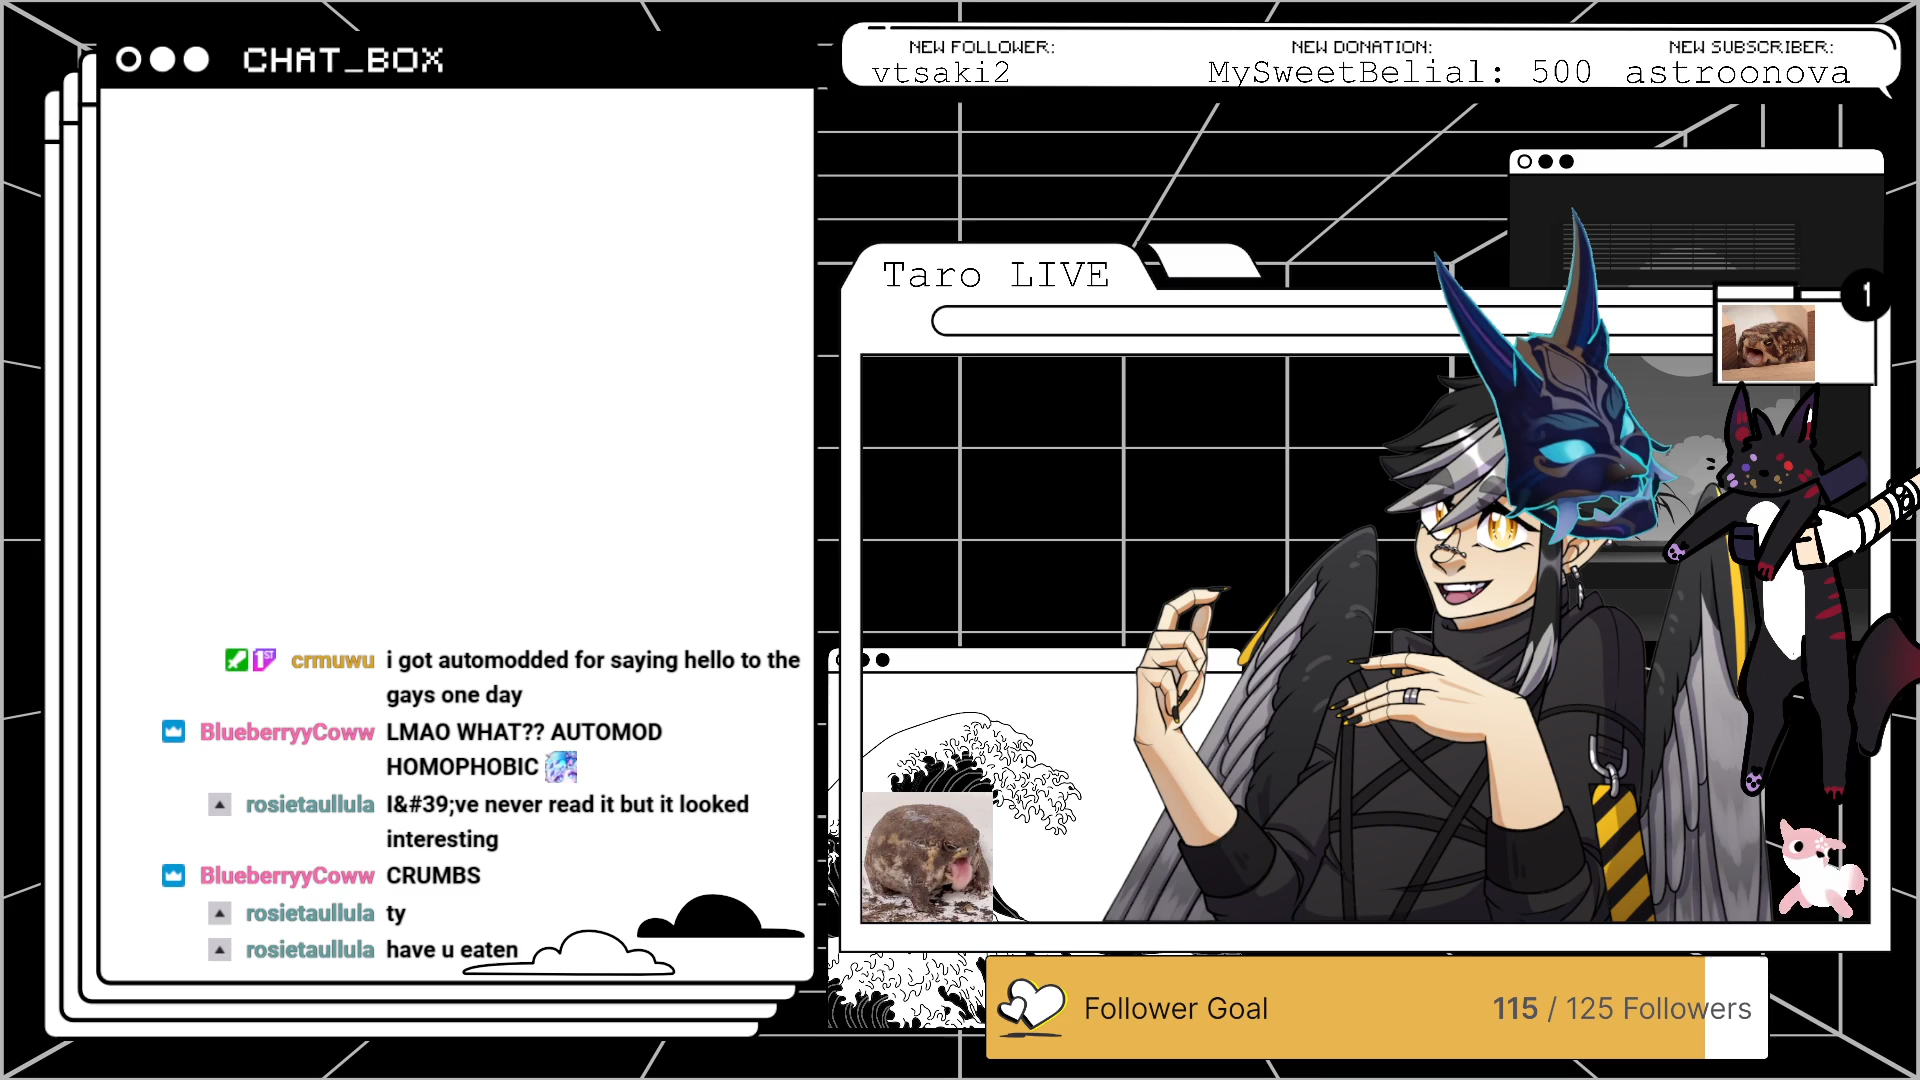 CHAT_BOX
NEW FOLLOWER:
vtsaki2
NEW DONATION:
MySweetBelial: 500
NEW SUBSCRIBER:
astroonova
Taro LIVE
1
crmuwu i got automodded for saying hello to the
gays one day
BlueberryyCoww LMAO WHAT?? AUTOMOD
HOMOPHOBIC
rosietaullula I&#39;ve never read it but it looked
interesting
BlueberryyCoww CRUMBS
rosietaullula ty
rosietaullula have u eaten
Follower Goal
115 / 125 Followers